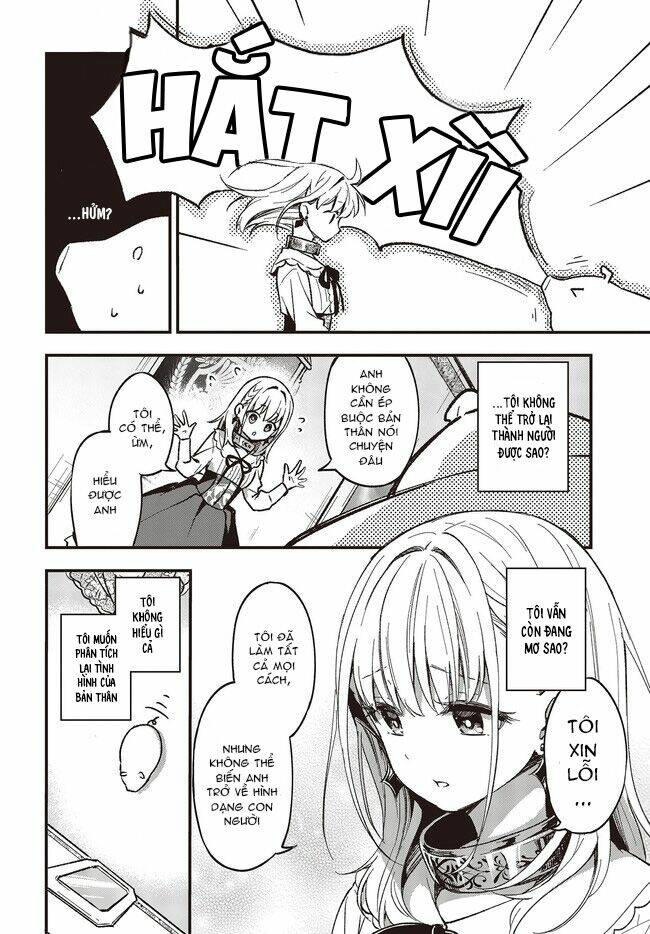 HẮT XÌÌ
...HỬM?
...TÔI KHÔNG
THỂ TRỞ LẠI
THÀNH NGƯỜI
ĐƯỢC SAO?
ANH
KHÔNG
CẦN ÉP
BUỘC BẢN
THÂN NÓI
CHUYỆN
ĐÂU
TÔI
CÓ THỂ,
ỪM,
HIỂU
ĐƯỢC
ANH
TÔI VẪN
CÒN ĐANG
MƠ SAO?
TÔI
XIN
LỖI
...
TÔI ĐÃ
LÀM TẤT
CẢ MỌI
CÁCH,
NHƯNG
KHÔNG THỂ
BIẾN ANH
TRỞ VỀ HÌNH
DẠNG CON
NGƯỜI
TÔI
KHÔNG
HIỂU GÌ
CẢ
TÔI MUỐN
PHÂN TÍCH
LẠI TÌNH
HÌNH CỦA
BẢN THÂN